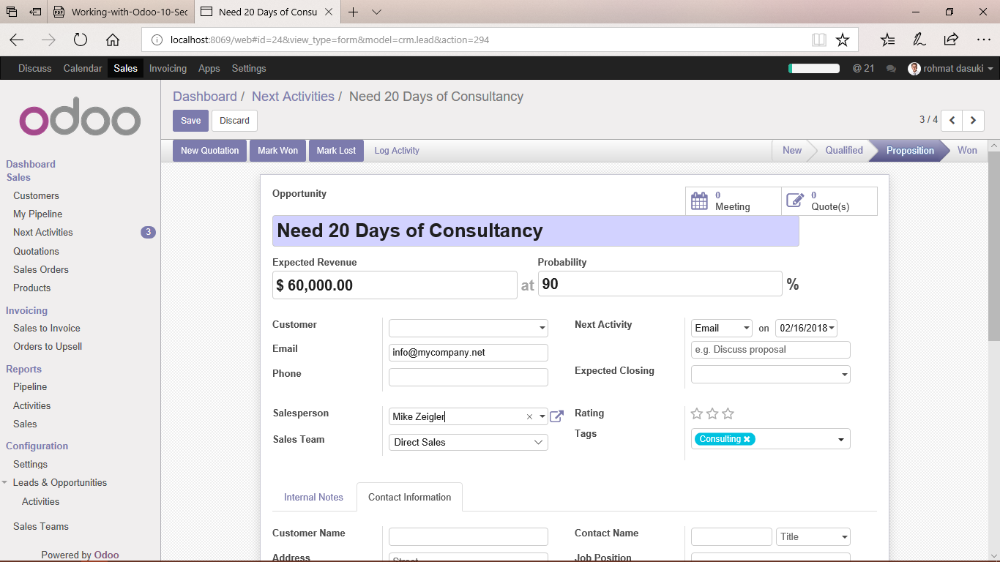 Working-with-Odoo-10-Sec
Need 20 Days of Consu
localhost:8069/web#id=24&view_type=form&model=crm.lead&action=294
Discuss Calendar Sales Invoicing Apps Settings
@ 21 rohmat dasuki
odoo
Dashboard
Sales
Customers
My Pipeline
Next Activities 3
Quotations
Sales Orders
Products
Invoicing
Sales to Invoice
Orders to Upsell
Reports
Pipeline
Activities
Sales
Configuration
Settings
Leads & Opportunities
Activities
Sales Teams
Powered by Odoo
Dashboard / Next Activities / Need 20 Days of Consultancy
Save Discard
3 / 4
New Quotation Mark Won Mark Lost Log Activity
New Qualified Proposition Won
Opportunity
0 Meeting
0 Quote(s)
Need 20 Days of Consultancy
Expected Revenue Probability
$ 60,000.00 at 90 %
Customer
Email info@mycompany.net
Phone
Next Activity Email on 02/16/2018
e.g. Discuss proposal
Expected Closing
Salesperson Mike Zeigler
Sales Team Direct Sales
Rating
Tags Consulting
Internal Notes Contact Information
Customer Name
Contact Name Title
Address Street
Job Position